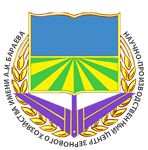 НАУЧНО-ПРОИЗВОДСТВЕННЫЙ ЦЕНТР ЗЕРНОВОГО ХОЗЯЙСТВА ИМЕНИ А.И.БАРАЕВА